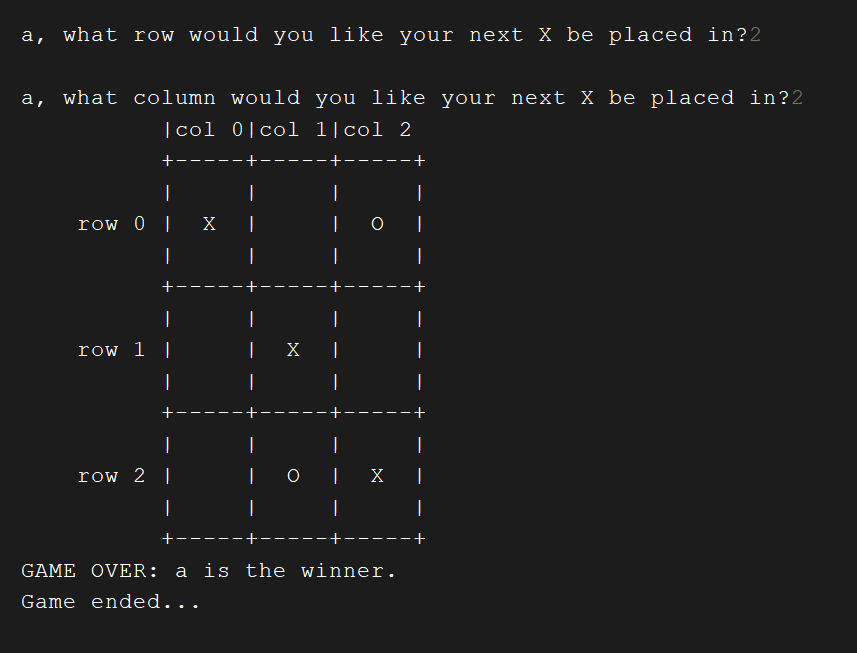 a, what row would you like your next X be placed in?2
a, what column would you like your next X be placed in?2
          |col 0|col 1|col 2
          +-----+-----+-----+
          |     |     |     |
    row 0 |  X  |     |  O  |
          |     |     |     |
          +-----+-----+-----+
          |     |     |     |
    row 1 |     |  X  |     |
          |     |     |     |
          +-----+-----+-----+
          |     |     |     |
    row 2 |     |  O  |  X  |
          |     |     |     |
          +-----+-----+-----+
GAME OVER: a is the winner.
Game ended...